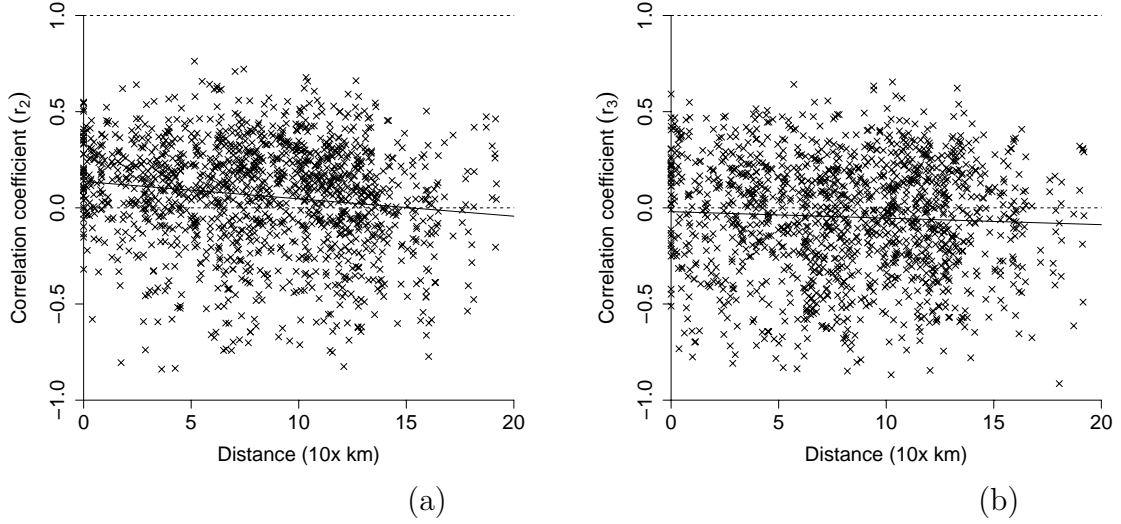 1.0
0.5
0.0
−0.5
−1.0
Correlation coefficient (r2)
0 5 10 15 20
Distance (10x km)
(a)
1.0
0.5
0.0
−0.5
−1.0
Correlation coefficient (r3)
0 5 10 15 20
Distance (10x km)
(b)